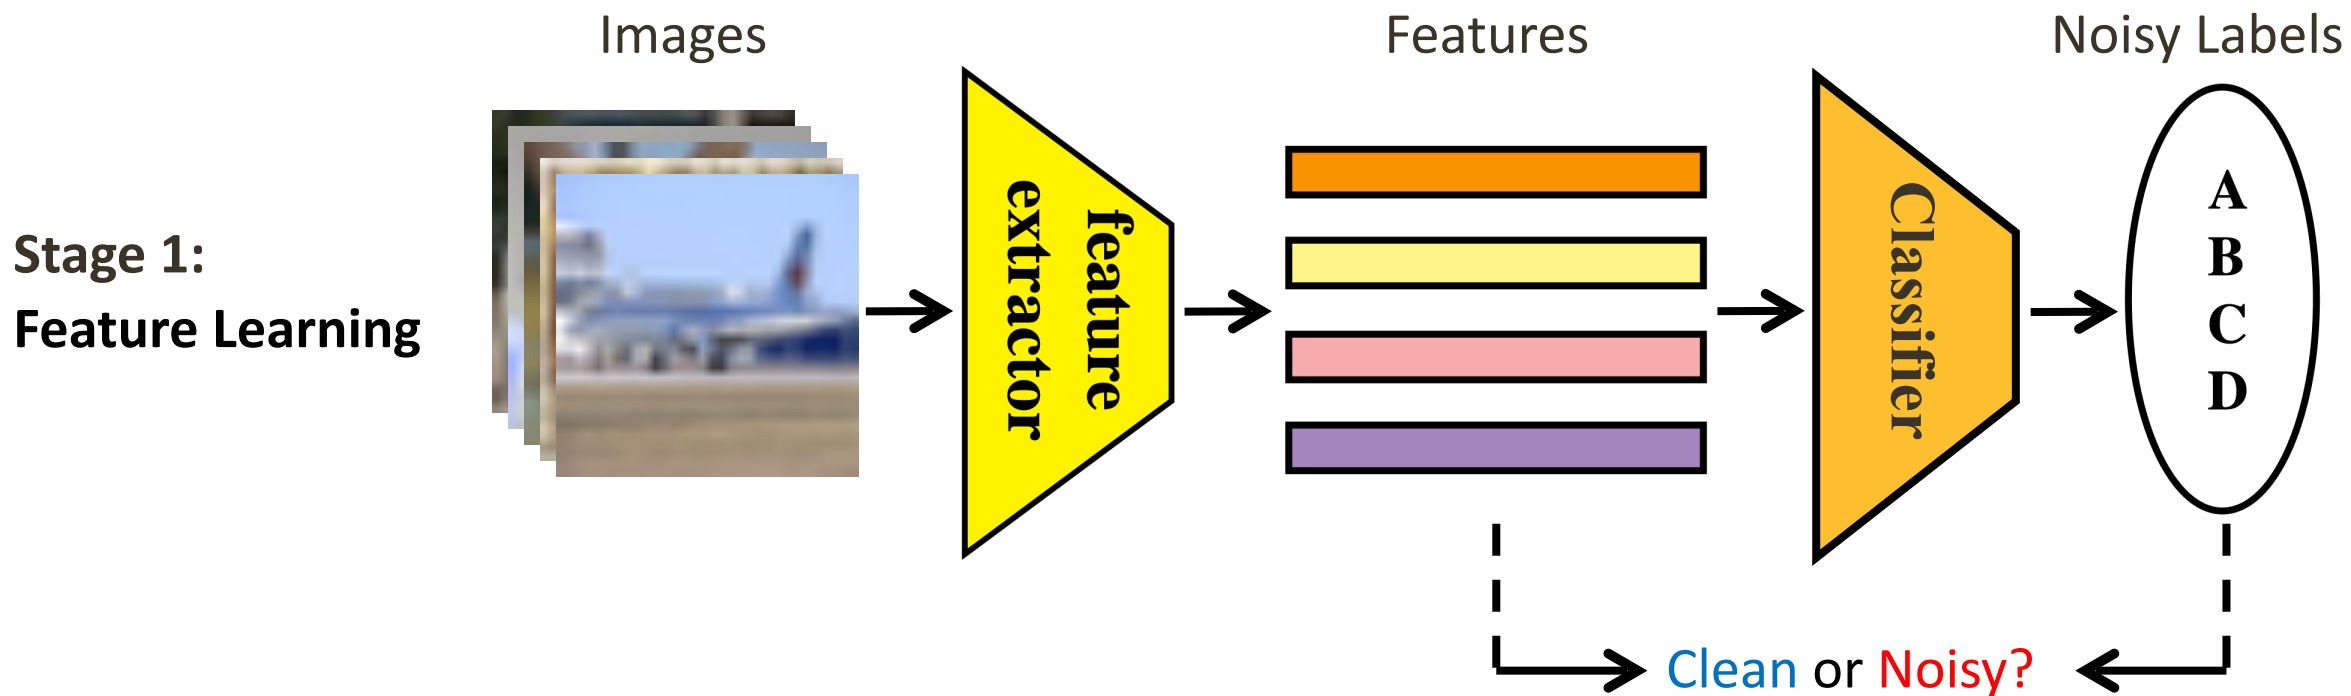 Images
Features
Noisy Labels
Stage 1:
Feature Learning
feature
extractor
Classifier
A
B
C
D
Clean or Noisy?